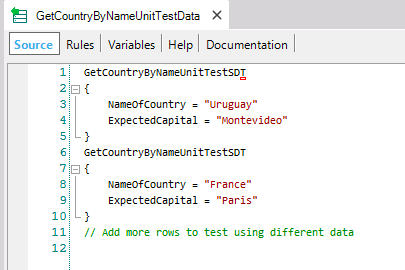 GetCountryByNameUnitTestData ×
Source Rules Variables Help Documentation
1 GetCountryByNameUnitTestSDT
2 {
3 NameOfCountry = "Uruguay"
4 ExpectedCapital = "Montevideo"
5 }
6 GetCountryByNameUnitTestSDT
7 {
8 NameOfCountry = "France"
9 ExpectedCapital = "Paris"
10 }
11 // Add more rows to test using different data
12